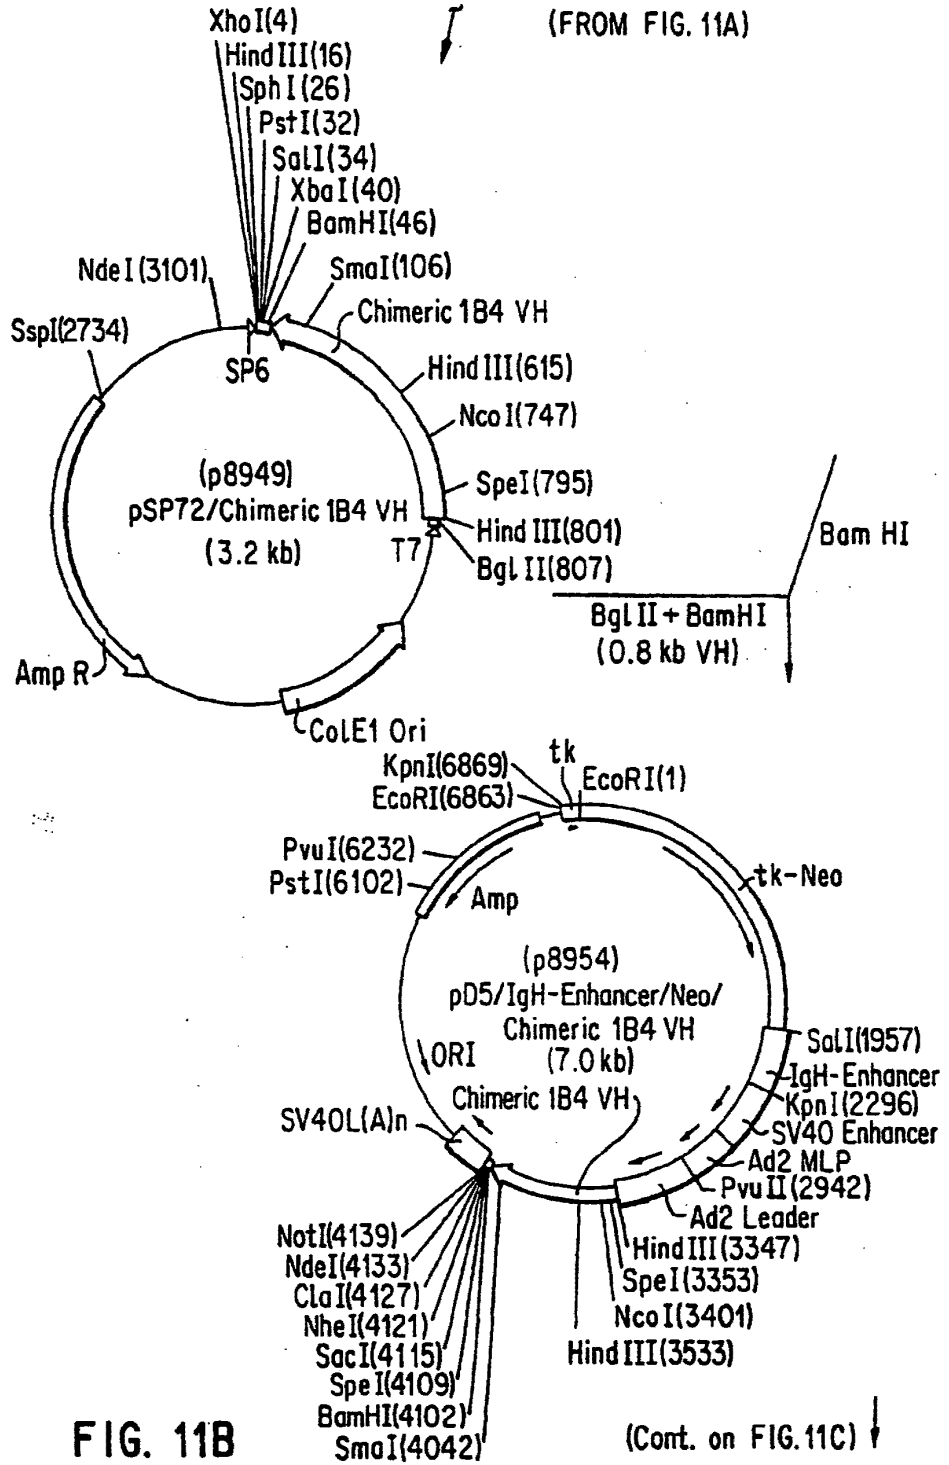 (FROM FIG. 11A)
XhoI(4)
HindIII(16)
SphI(26)
PstI(32)
SalI(34)
XbaI(40)
BamHI(46)
SmaI(106)
Chimeric 1B4 VH
HindIII(615)
NcoI(747)
SpeI(795)
HindIII(801)
BglII(807)
NdeI(3101)
SspI(2734)
SP6
(p8949)
pSP72/Chimeric 1B4 VH
(3.2 kb)
T7
Amp R
ColE1 Ori
Bam HI
BglII + BamHI
(0.8 kb VH)
tk
KpnI(6869)
EcoRI(1)
EcoRI(6863)
PvuI(6232)
PstI(6102)
Amp
tk-Neo
(p8954)
pD5/IgH-Enhancer/Neo/
Chimeric 1B4 VH
(7.0 kb)
ORI
Chimeric 1B4 VH
SV40L(A)n
SalI(1957)
IgH-Enhancer
KpnI(2296)
SV40 Enhancer
Ad2 MLP
PvuII(2942)
Ad2 Leader
HindIII(3347)
SpeI(3353)
NcoI(3401)
HindIII(3533)
NotI(4139)
NdeI(4133)
ClaI(4127)
NheI(4121)
SacI(4115)
SpeI(4109)
BamHI(4102)
SmaI(4042)
FIG. 11B
(Cont. on FIG. 11C)